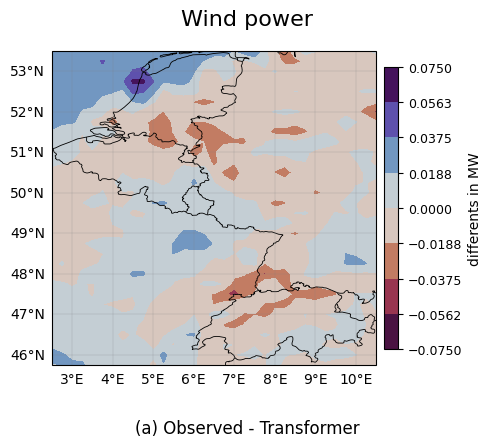 Wind power
53°N
52°N
51°N
50°N
49°N
48°N
47°N
46°N
3°E 4°E 5°E 6°E 7°E 8°E 9°E 10°E
0.0750
0.0563
0.0375
0.0188
0.0000
−0.0188
−0.0375
−0.0562
−0.0750
differents in MW
(a) Observed - Transformer